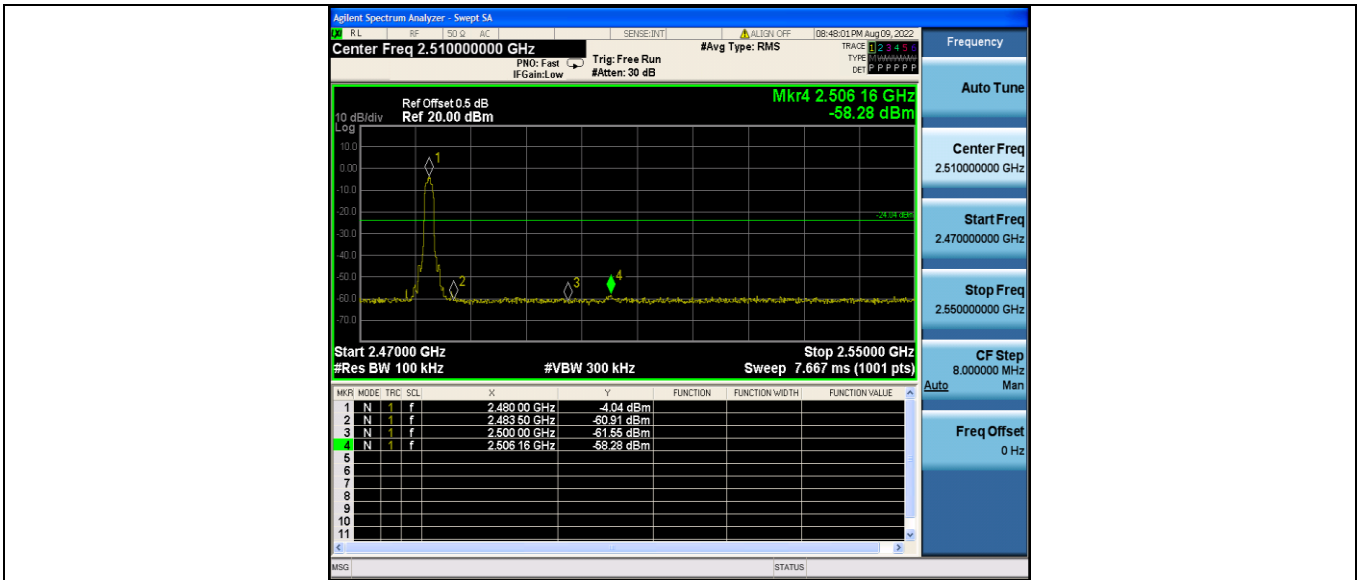 Agilent Spectrum Analyzer - Swept SA
RL RF 50 Ω AC SENSE:INT ALIGN OFF 08:48:01PM Aug 09, 2022
Center Freq 2.510000000 GHz
PNO: Fast
IFGain:Low
Trig: Free Run
#Atten: 30 dB
#Avg Type: RMS
TRACE 1 2 3 4 5 6
TYPE
DET P P P P P P
Mkr4 2.506 16 GHz
-58.28 dBm
Ref Offset 0.5 dB
10 dB/div Ref 20.00 dBm
Log
10.0
0.00
-10.0
-20.0
-30.0
-40.0
-50.0
-60.0
-70.0
-24.04 dBm
1
2
3
4
Start 2.47000 GHz Stop 2.55000 GHz
#Res BW 100 kHz #VBW 300 kHz Sweep 7.667 ms (1001 pts)
MKR MODE TRC SCL X Y FUNCTION FUNCTION WIDTH FUNCTION VALUE
1 N 1 f 2.480 00 GHz -4.04 dBm
2 N 1 f 2.483 50 GHz -60.91 dBm
3 N 1 f 2.500 00 GHz -61.55 dBm
4 N 1 f 2.506 16 GHz -58.28 dBm
5
6
7
8
9
10
11
MSG STATUS
Frequency
Auto Tune
Center Freq
2.510000000 GHz
Start Freq
2.470000000 GHz
Stop Freq
2.550000000 GHz
CF Step
8.000000 MHz
Auto Man
Freq Offset
0 Hz